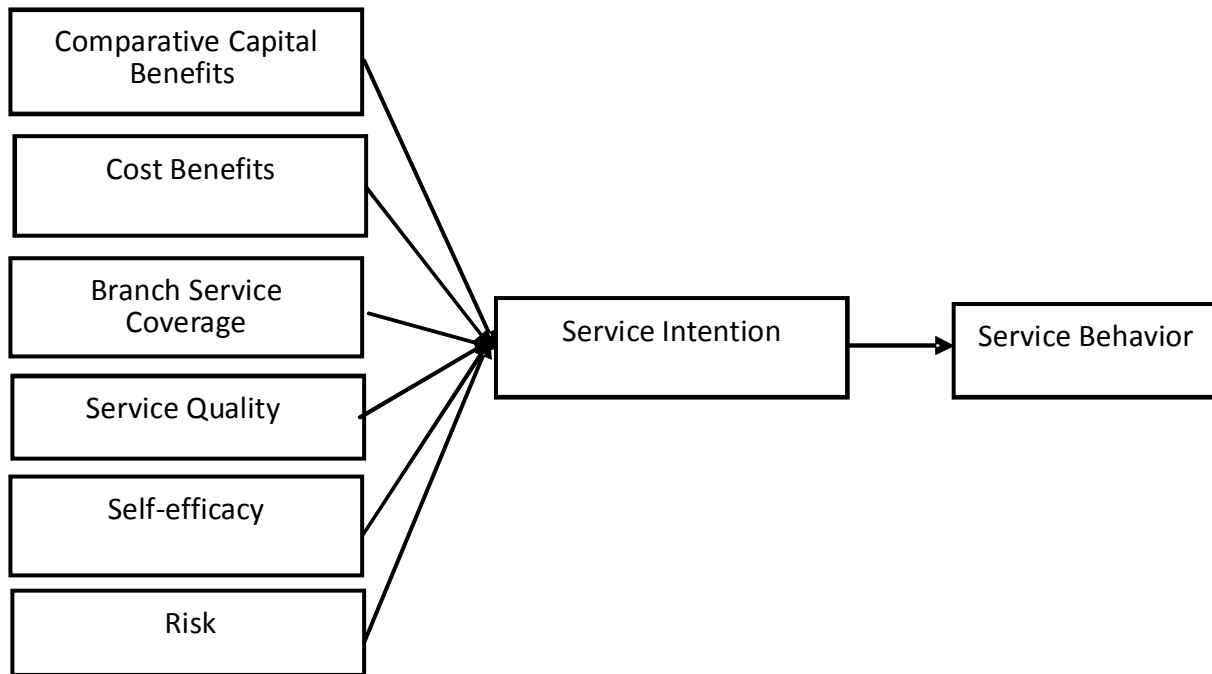 Comparative Capital
Benefits
Cost Benefits
Branch Service
Coverage
Service Quality
Self-efficacy
Risk
Service Intention
Service Behavior